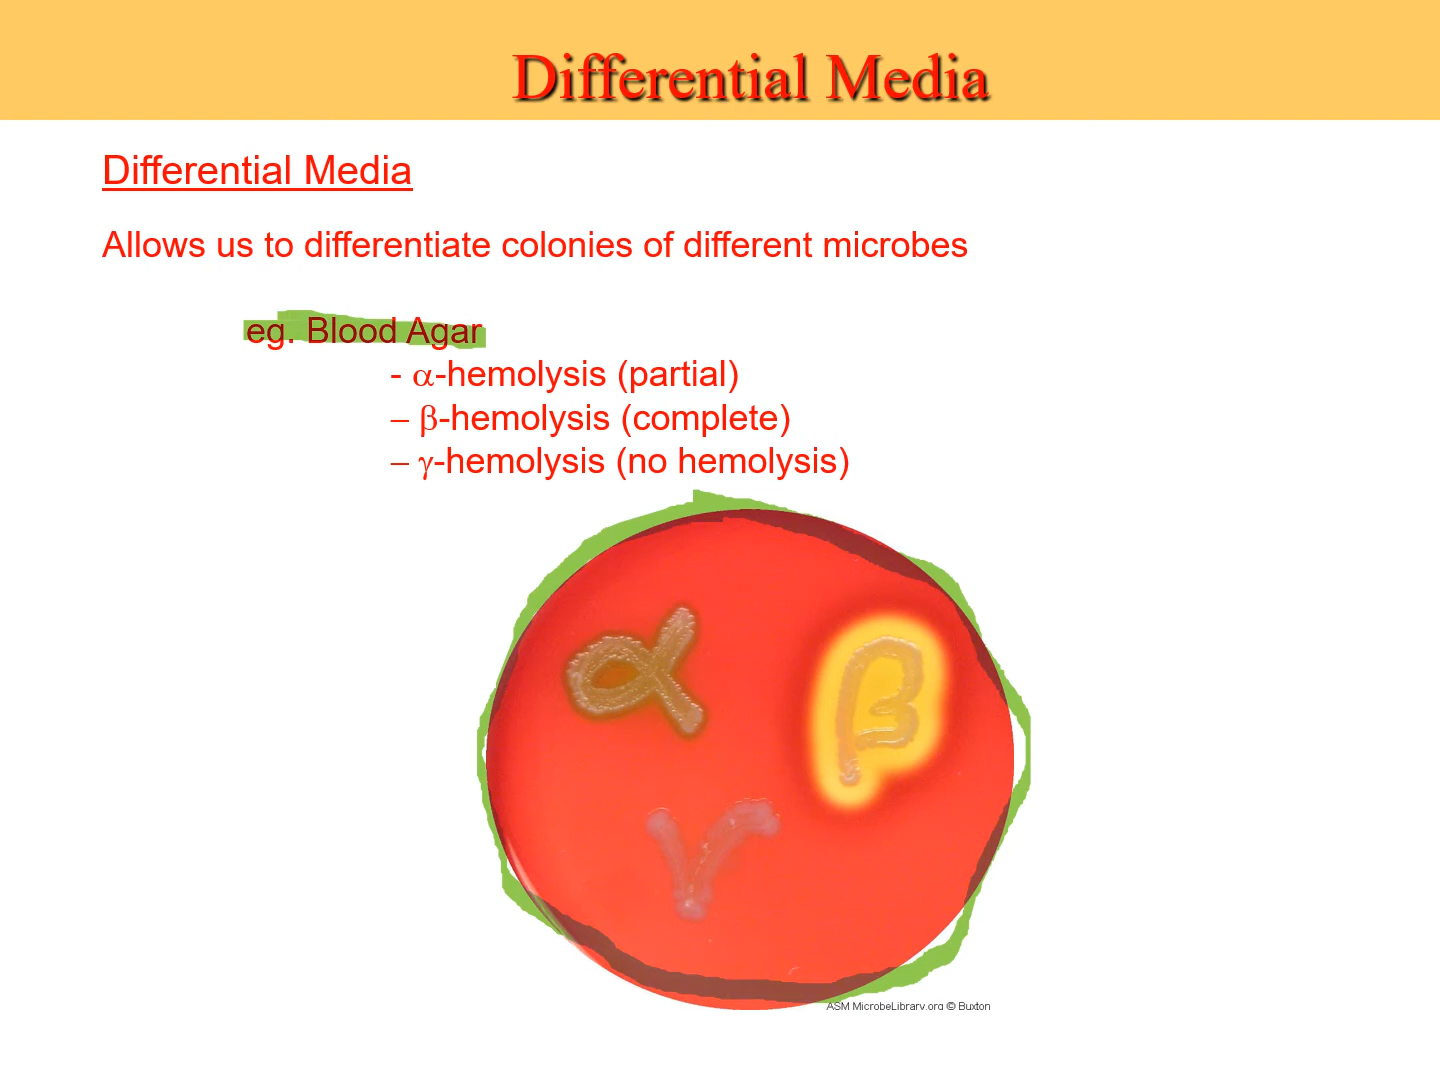 Differential Media
Differential Media
Allows us to differentiate colonies of different microbes
eg. Blood Agar
- α-hemolysis (partial)
– β-hemolysis (complete)
– γ-hemolysis (no hemolysis)
α
β
γ
ASM MicrobeLibrary.org © Buxton